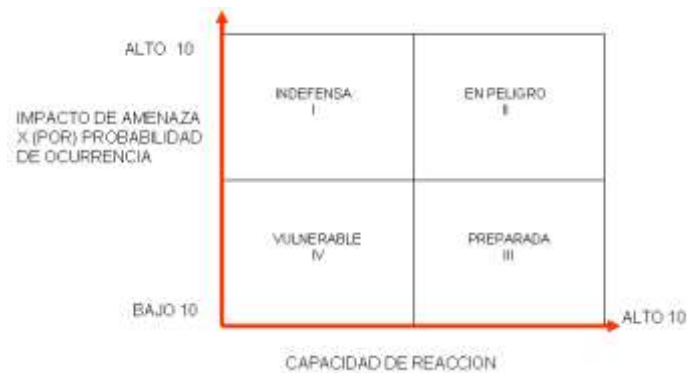 ALTO 10
INDEFENSA
I
EN PELIGRO
II
IMPACTO DE AMENAZA
X (POR) PROBABILIDAD
DE OCURRENCIA
VULNERABLE
IV
PREPARADA
III
BAJO 10
ALTO 10
CAPACIDAD DE REACCION